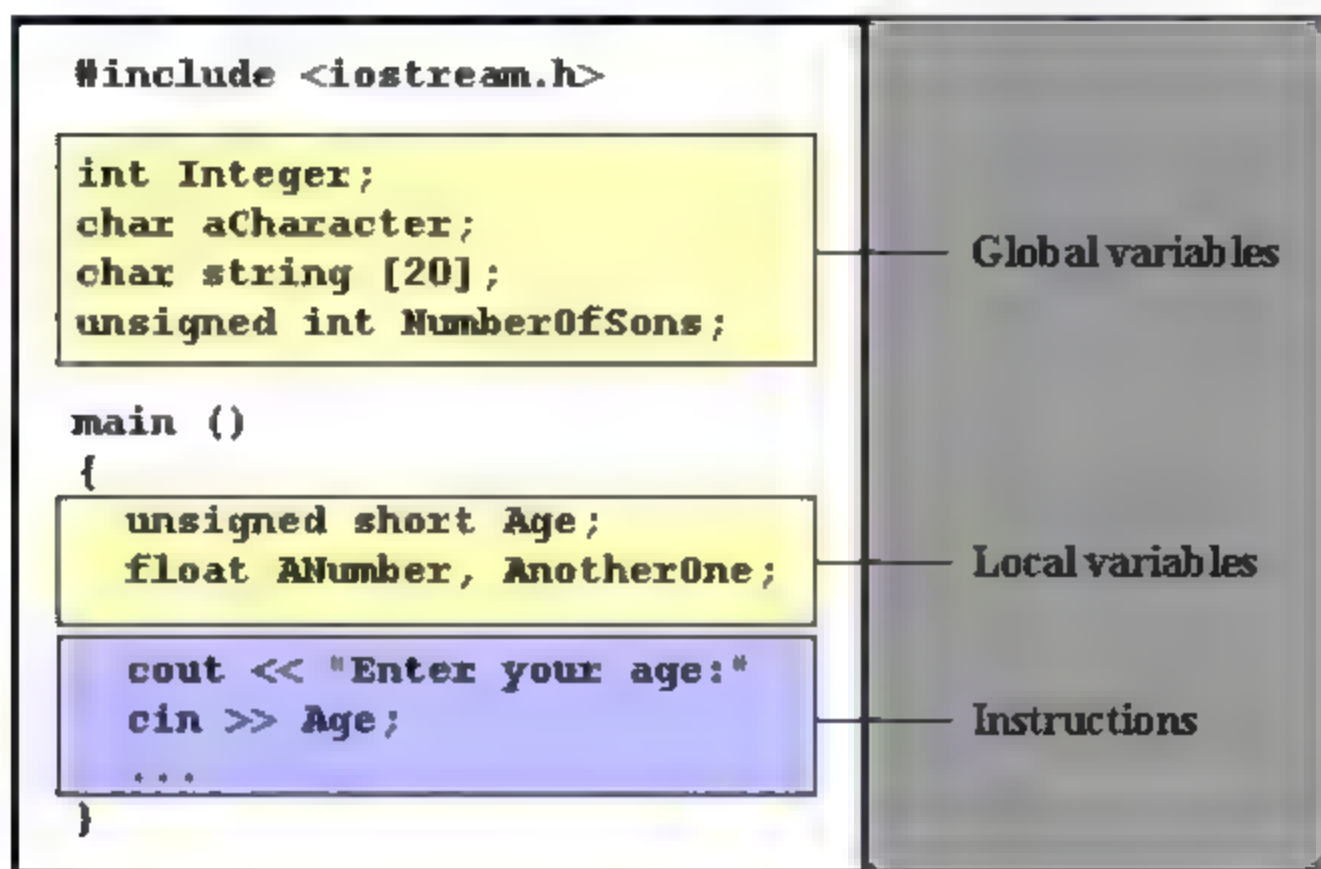 #include <iostream.h>
int Integer;
char aCharacter;
char string [20];
unsigned int NumberOfSons;
Global variables
main ()
{
unsigned short Age;
float ANumber, AnotherOne;
Local variables
cout << "Enter your age:"
cin >> Age;
...
Instructions
}